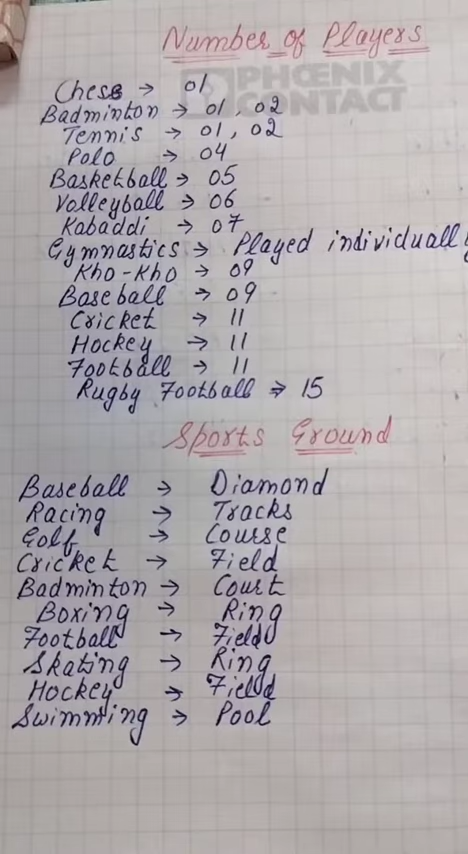 Number of Players
PHŒNIX
CONTACT
Chess → 01
Badminton → 01, 02
Tennis → 01, 02
Polo → 04
Basketball → 05
Volleyball → 06
Kabaddi → 07
Gymnastics → Played individually
Kho-Kho → 09
Baseball → 09
Cricket → 11
Hockey → 11
Football → 11
Rugby Football → 15
Sports Ground
Baseball → Diamond
Racing → Tracks
Golf → Course
Cricket → Field
Badminton → Court
Boxing → Ring
Football → Field
Skating → Ring
Hockey → Field
Swimming → Pool